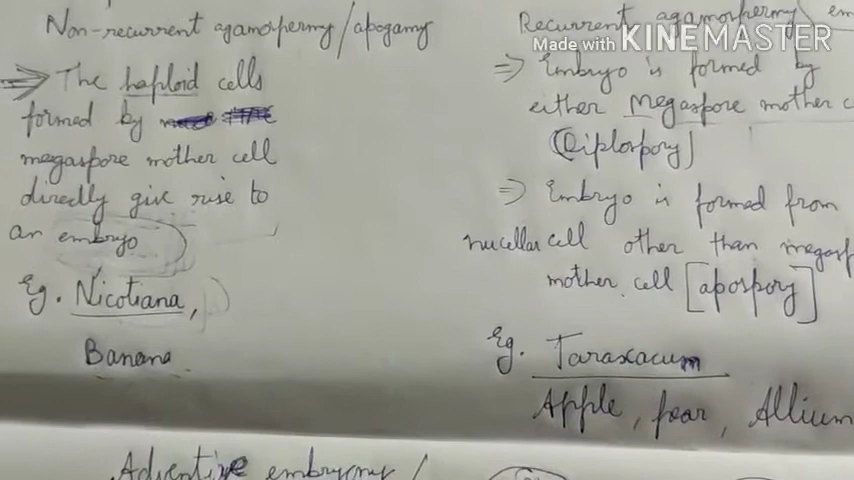 Non-recurrent agamospermy/apogamy
⇒ The haploid cells
formed by
megaspore mother cell
directly give rise to
an embryo
Eg. Nicotiana,
Banana
Recurrent agamospermy em
Made with KINEMASTER
⇒ Embryo is formed by
either Megaspore mother c
(Diplospory)
⇒ Embryo is formed from
nucellar cell other than megasp
mother cell [apospory]
Eg. Taraxacum
Apple, pear, Allium
Adventive embryony/